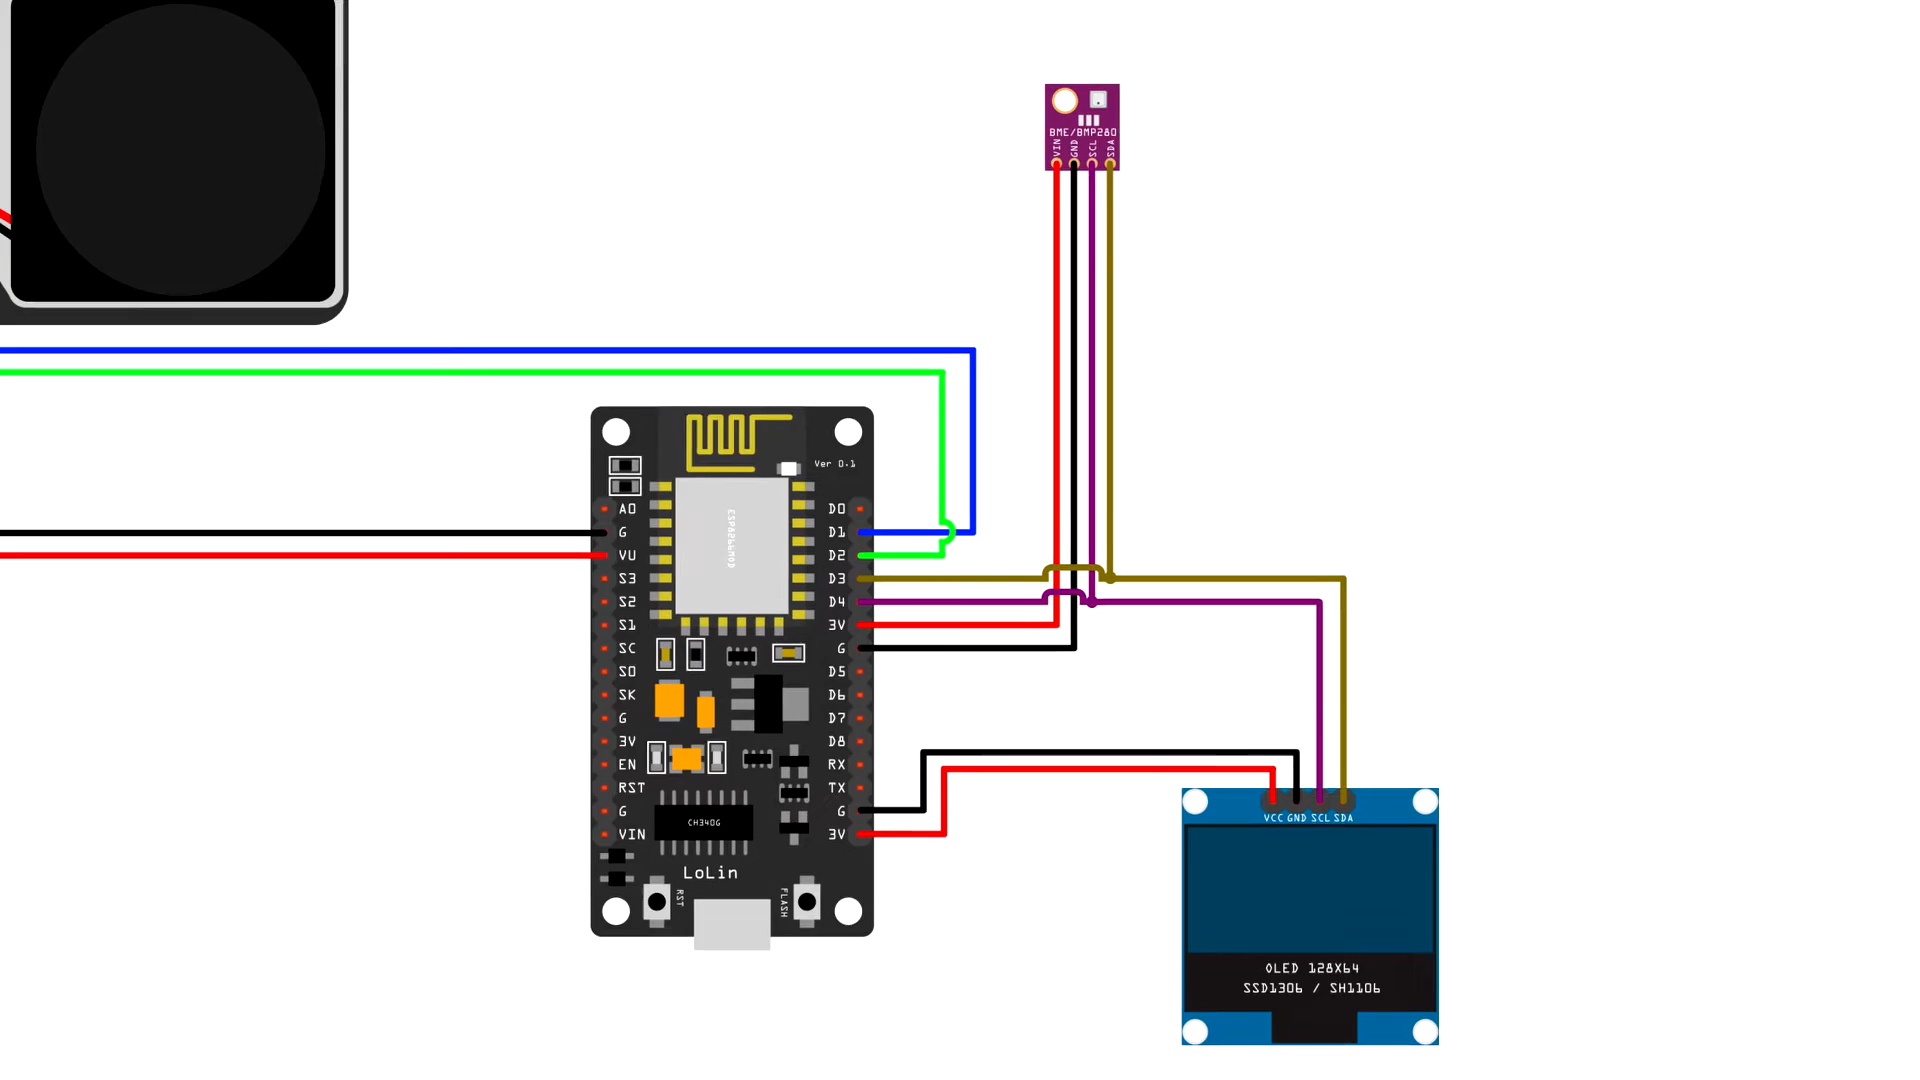 BME/BMP280
VIN
GND
SCL
SDA
Ver 0.1
A0
G
VU
S3
S2
S1
SC
S0
SK
G
3V
EN
RST
G
VIN
D0
D1
D2
D3
D4
3V
G
D5
D6
D7
D8
RX
TX
G
3V
CH340G
LoLin
RST
FLASH
VCC GND SCL SDA
OLED 128X64
SSD1306 / SH1106